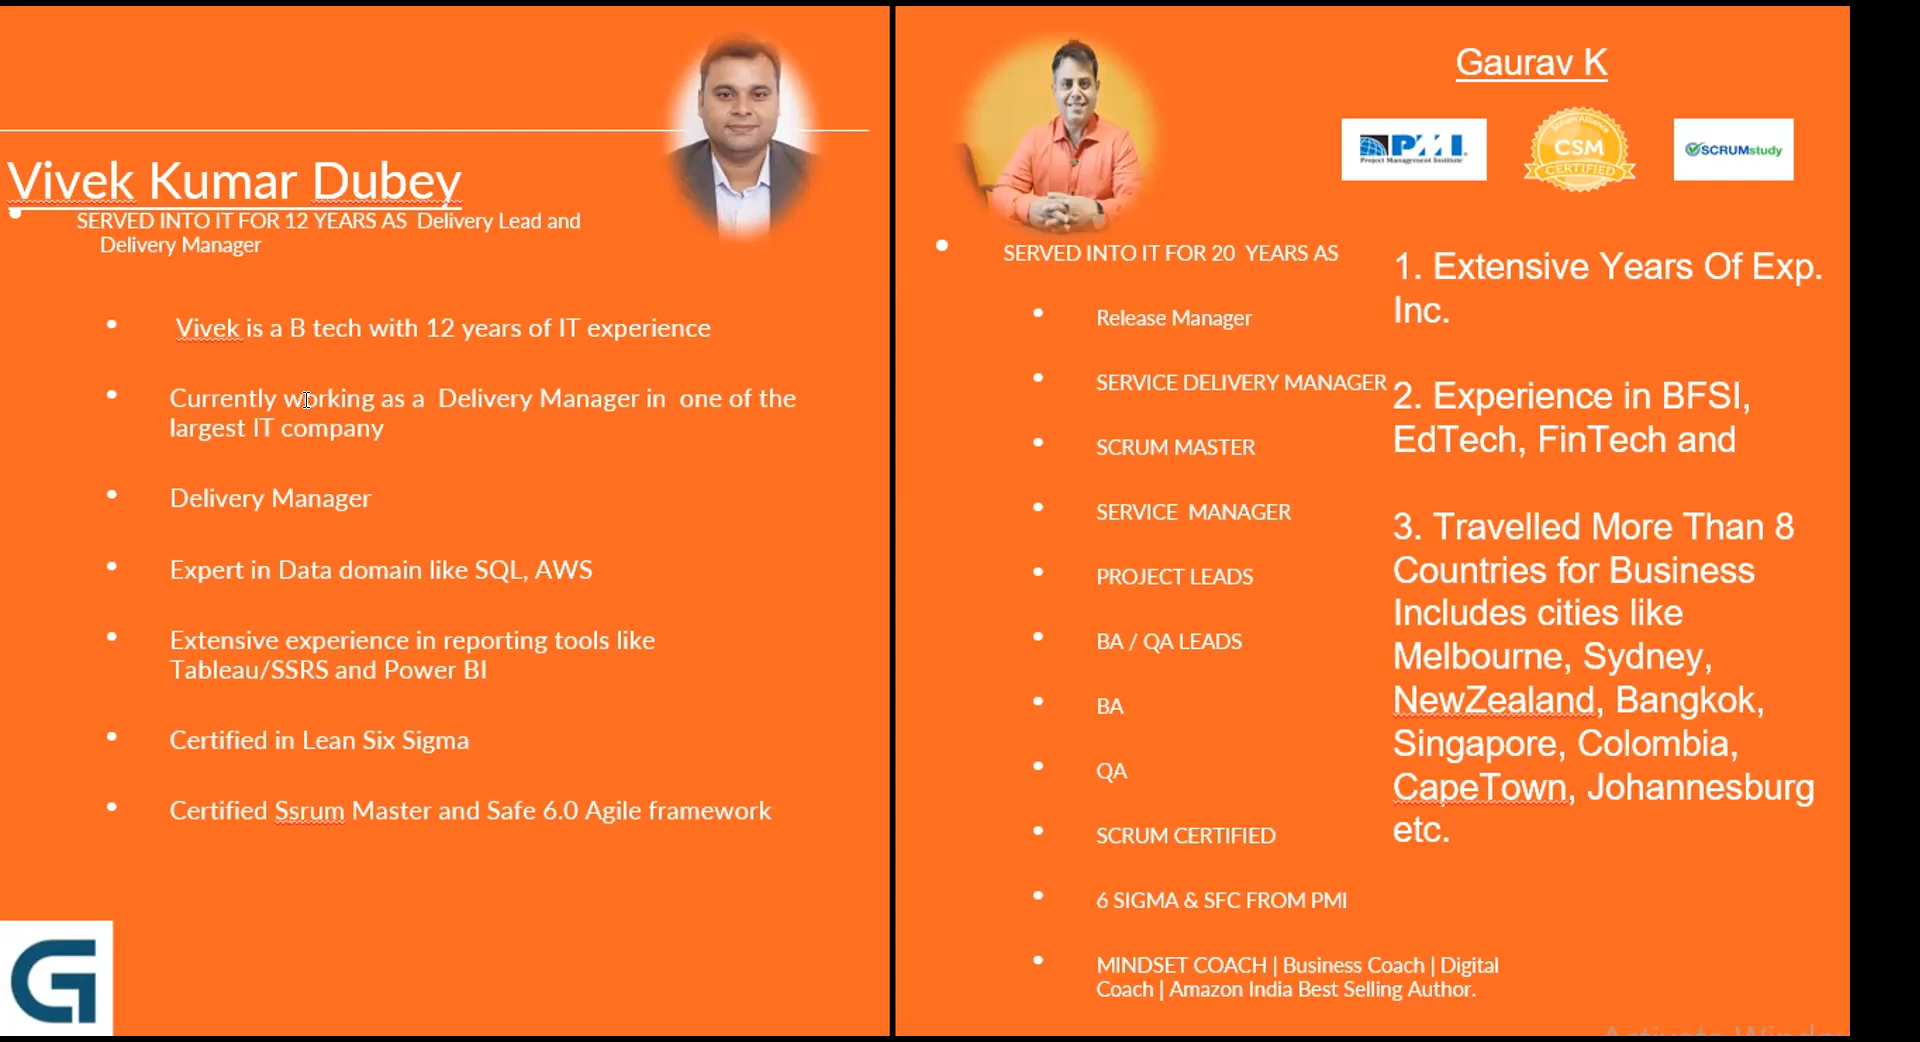 Vivek Kumar Dubey
SERVED INTO IT FOR 12 YEARS AS Delivery Lead and
Delivery Manager
Vivek is a B tech with 12 years of IT experience
Currently working as a Delivery Manager in one of the
largest IT company
Delivery Manager
Expert in Data domain like SQL, AWS
Extensive experience in reporting tools like
Tableau/SSRS and Power BI
Certified in Lean Six Sigma
Certified Ssrum Master and Safe 6.0 Agile framework
G
Gaurav K
PMI
Project Management Institute
Scrum Alliance
CSM
CERTIFIED
SCRUMstudy
SERVED INTO IT FOR 20 YEARS AS
Release Manager
SERVICE DELIVERY MANAGER
SCRUM MASTER
SERVICE MANAGER
PROJECT LEADS
BA / QA LEADS
BA
QA
SCRUM CERTIFIED
6 SIGMA & SFC FROM PMI
MINDSET COACH | Business Coach | Digital
Coach | Amazon India Best Selling Author.
1. Extensive Years Of Exp.
Inc.
2. Experience in BFSI,
EdTech, FinTech and
3. Travelled More Than 8
Countries for Business
Includes cities like
Melbourne, Sydney,
NewZealand, Bangkok,
Singapore, Colombia,
CapeTown, Johannesburg
etc.